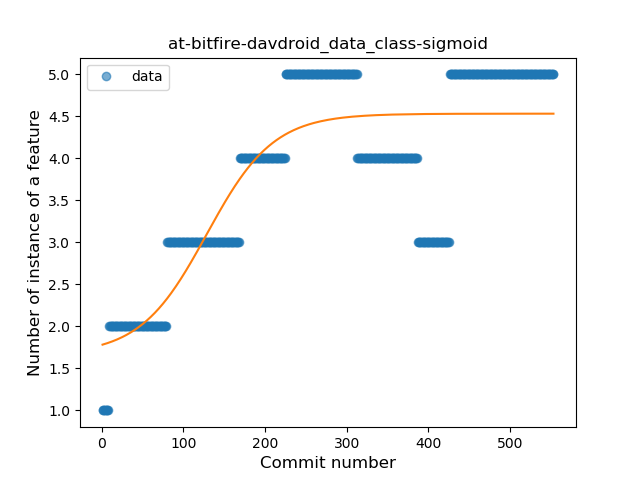 at-bitfire-davdroid_data_class-sigmoid
data
Number of instance of a feature
5.0
4.5
4.0
3.5
3.0
2.5
2.0
1.5
1.0
0 100 200 300 400 500
Commit number